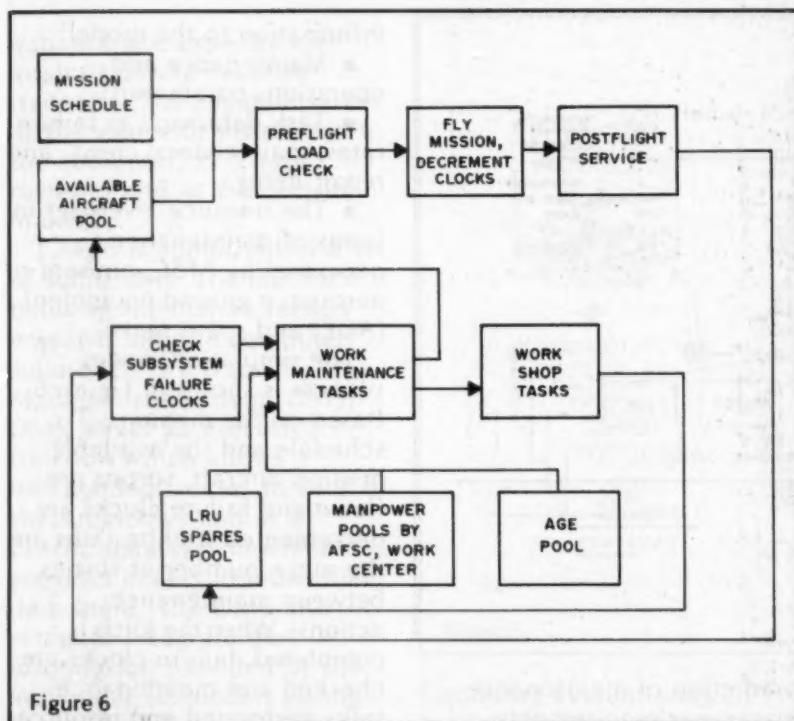 MISSION
SCHEDULE
AVAILABLE
AIRCRAFT
POOL
PREFLIGHT
LOAD
CHECK
FLY
MISSION,
DECREMENT
CLOCKS
POSTFLIGHT
SERVICE
CHECK
SUBSYSTEM
FAILURE
CLOCKS
WORK
MAINTENANCE
TASKS
WORK
SHOP
TASKS
LRU
SPARES
POOL
MANPOWER
POOLS BY
AFSC, WORK
CENTER
AGE
POOL
Figure 6